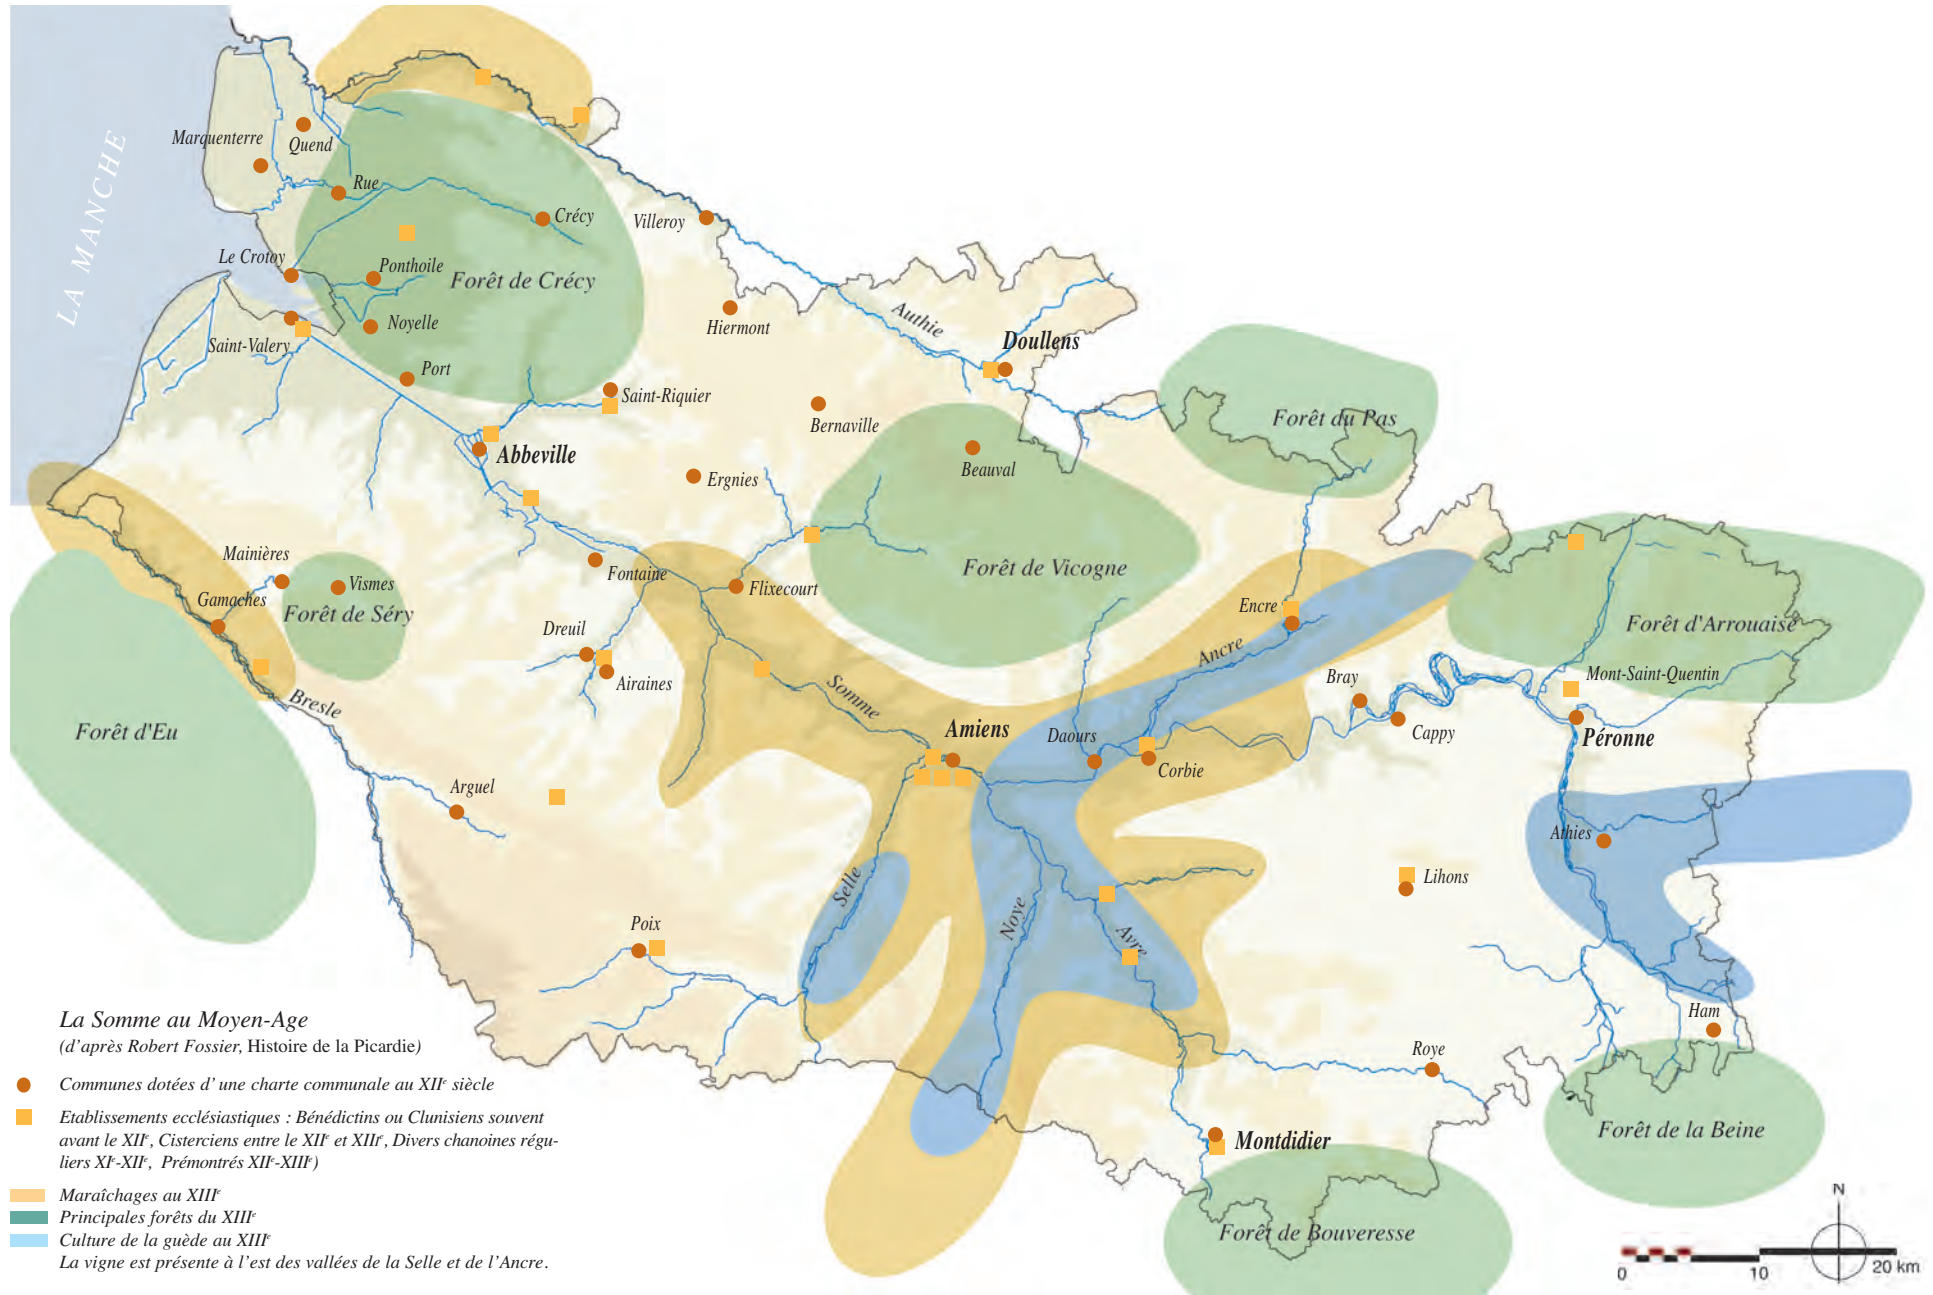 LA MANCHE
Marquenterre
Quend
Rue
Crécy
Villeroy
Le Crotoy
Ponthoile
Forêt de Crécy
Noyelle
Saint-Valery
Port
Hiermont
Authie
Doullens
Saint-Riquier
Bernaville
Forêt du Pas
Abbeville
Ergnies
Beauval
Mainières
Vismes
Fontaine
Flixecourt
Forêt de Vicogne
Gamaches
Forêt de Séry
Encre
Forêt d'Arrouaise
Dreuil
Airaines
Ancre
Bray
Mont-Saint-Quentin
Bresle
Somme
Forêt d'Eu
Amiens
Daours
Cappy
Péronne
Corbie
Arguel
Athies
Selle
Lihons
Noye
Avre
Poix
Ham
Roye
Montdidier
Forêt de la Beine
Forêt de Bouveresse
La Somme au Moyen-Age
(d'après Robert Fossier, Histoire de la Picardie)
Communes dotées d' une charte communale au XIIe siècle
Etablissements ecclésiastiques : Bénédictins ou Clunisiens souvent
avant le XIIe, Cisterciens entre le XIIe et XIIIe, Divers chanoines régu-
liers XIe-XIIe, Prémontrés XIIe-XIIIe)
Maraîchages au XIIIe
Principales forêts du XIIIe
Culture de la guède au XIIIe
La vigne est présente à l'est des vallées de la Selle et de l'Ancre.
N
0 10 20 km